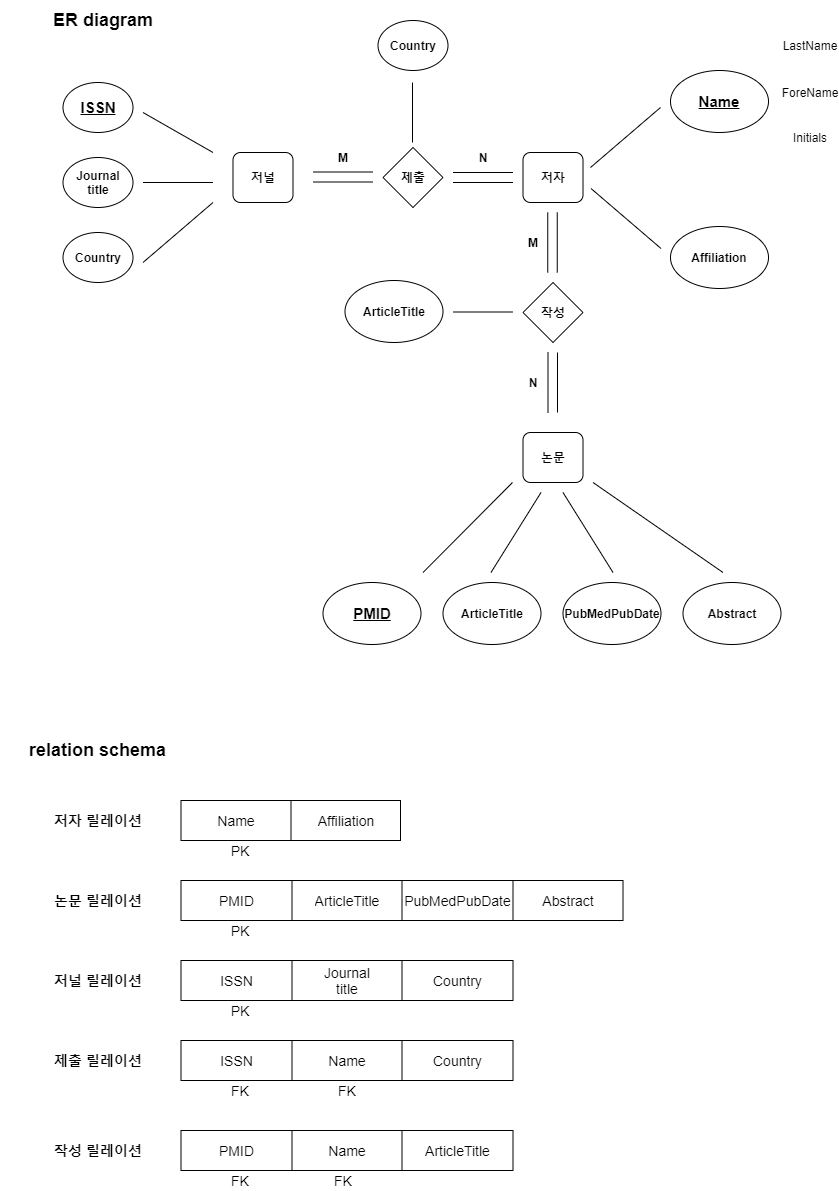 ER diagram
Country
LastName
ISSN
Name
ForeName
Initials
M
N
Journal
title
저널
제출
저자
Country
M
Affiliation
ArticleTitle
작성
N
논문
PMID
ArticleTitle
PubMedPubDate
Abstract
relation schema
저자 릴레이션
Name
Affiliation
PK
논문 릴레이션
PMID
ArticleTitle
PubMedPubDate
Abstract
PK
저널 릴레이션
ISSN
Journal
title
Country
PK
제출 릴레이션
ISSN
Name
Country
FK
FK
작성 릴레이션
PMID
Name
ArticleTitle
FK
FK